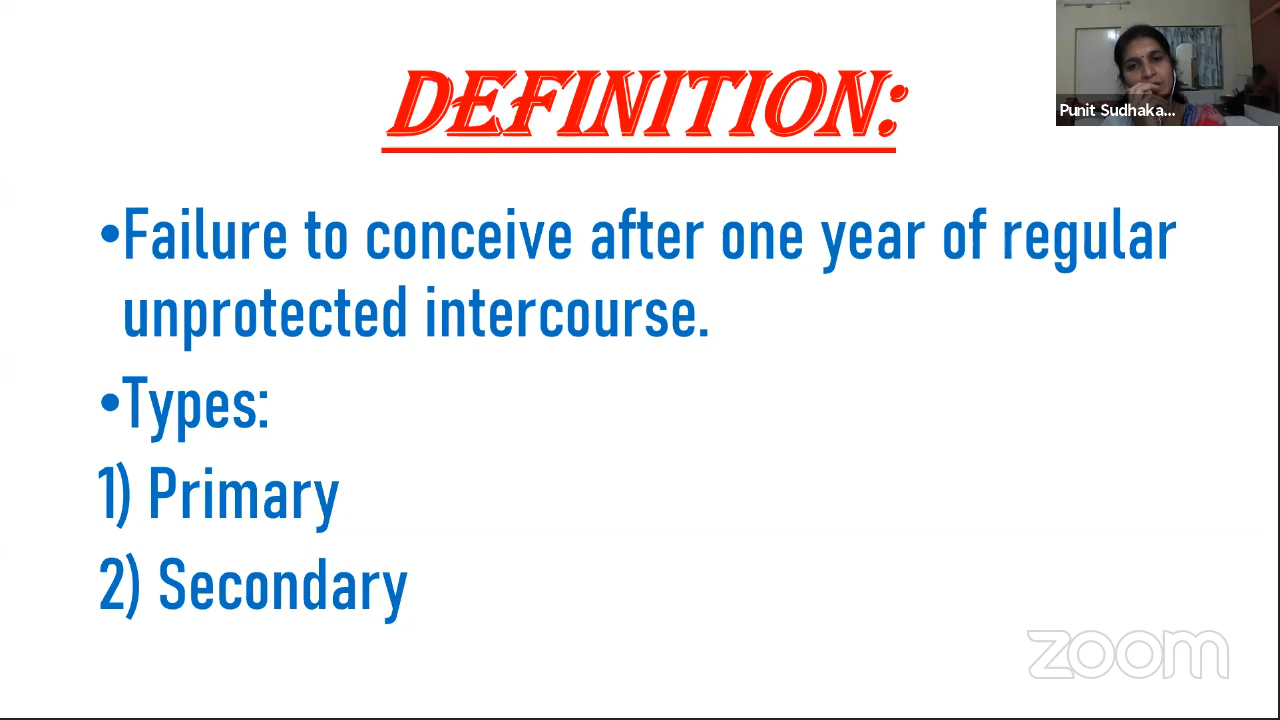 DEFINITION:
Punit Sudhaka...
•Failure to conceive after one year of regular
unprotected intercourse.
•Types:
1) Primary
2) Secondary
zoom